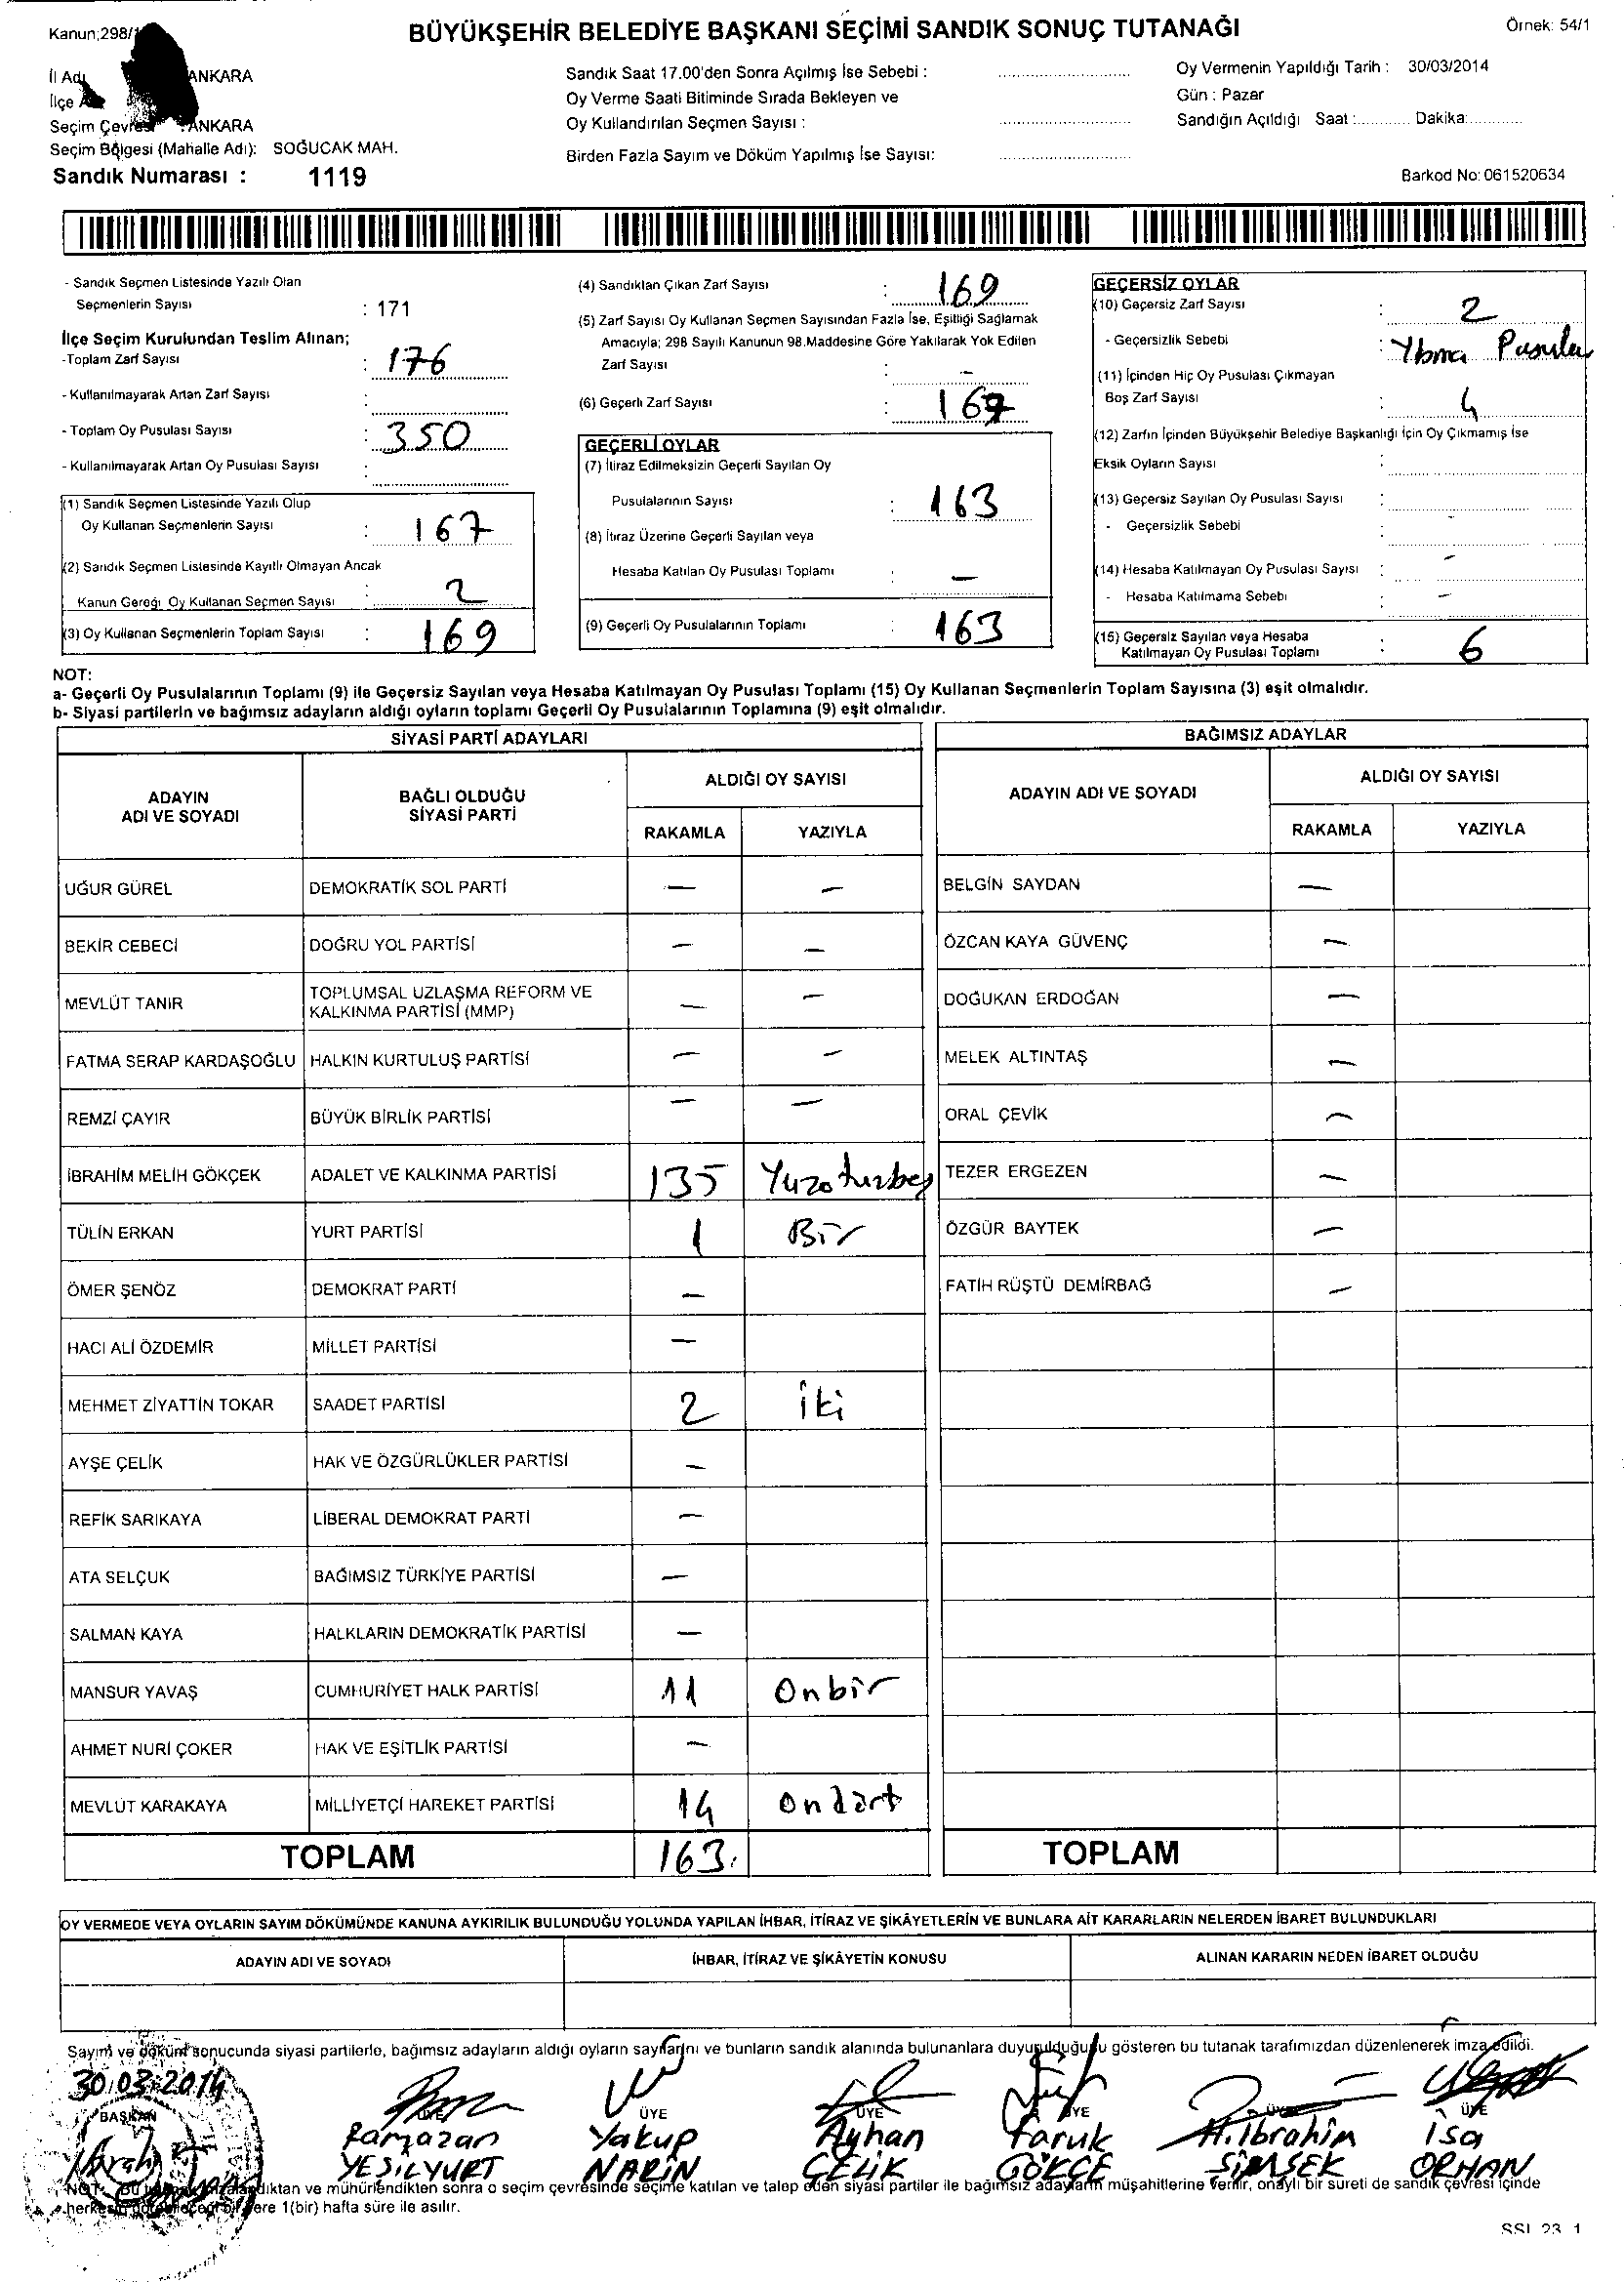 Kanun;298/
BÜYÜKŞEHİR BELEDİYE BAŞKANI SEÇİMİ SANDIK SONUÇ TUTANAĞI
Örnek: 54/1
İl Adı ANKARA
İlçe
Seçim Çevresi : ANKARA
Seçim Bölgesi (Mahalle Adı): SOĞUCAK MAH.
Sandık Numarası : 1119
Sandık Saat 17.00'den Sonra Açılmış İse Sebebi :
Oy Verme Saati Bitiminde Sırada Bekleyen ve
Oy Kullandırılan Seçmen Sayısı :
Birden Fazla Sayım ve Döküm Yapılmış İse Sayısı:
Oy Vermenin Yapıldığı Tarih : 30/03/2014
Gün : Pazar
Sandığın Açıldığı Saat :............ Dakika:............
Barkod No: 061520634
- Sandık Seçmen Listesinde Yazılı Olan
Seçmenlerin Sayısı : 171
İlçe Seçim Kurulundan Teslim Alınan;
-Toplam Zarf Sayısı : 176
- Kullanılmayarak Artan Zarf Sayısı :
- Toplam Oy Pusulası Sayısı : 350
- Kullanılmayarak Artan Oy Pusulası Sayısı :
(1) Sandık Seçmen Listesinde Yazılı Olup
Oy Kullanan Seçmenlerin Sayısı : 167
(2) Sandık Seçmen Listesinde Kayıtlı Olmayan Ancak
Kanun Gereği Oy Kullanan Seçmen Sayısı : 2
(3) Oy Kullanan Seçmenlerin Toplam Sayısı : 169
(4) Sandıktan Çıkan Zarf Sayısı : 169
(5) Zarf Sayısı Oy Kullanan Seçmen Sayısından Fazla İse, Eşitliği Sağlamak
Amacıyla; 298 Sayılı Kanunun 98.Maddesine Göre Yakılarak Yok Edilen
Zarf Sayısı : -
(6) Geçerli Zarf Sayısı :
GEÇERLİ OYLAR
(7) İtiraz Edilmeksizin Geçerli Sayılan Oy
Pusulalarının Sayısı : 163
(8) İtiraz Üzerine Geçerli Sayılan veya
Hesaba Katılan Oy Pusulası Toplamı : -
(9) Geçerli Oy Pusulalarının Toplamı : 163
GEÇERSİZ OYLAR
(10) Geçersiz Zarf Sayısı : 2
- Geçersizlik Sebebi :
(11) İçinden Hiç Oy Pusulası Çıkmayan
Boş Zarf Sayısı : 4
(12) Zarfın İçinden Büyükşehir Belediye Başkanlığı İçin Oy Çıkmamış İse
Eksik Oyların Sayısı :
(13) Geçersiz Sayılan Oy Pusulası Sayısı :
- Geçersizlik Sebebi : -
(14) Hesaba Katılmayan Oy Pusulası Sayısı : -
- Hesaba Katılmama Sebebi : -
(15) Geçersiz Sayılan veya Hesaba
Katılmayan Oy Pusulası Toplamı : 6
NOT:
a- Geçerli Oy Pusulalarının Toplamı (9) ile Geçersiz Sayılan veya Hesaba Katılmayan Oy Pusulası Toplamı (15) Oy Kullanan Seçmenlerin Toplam Sayısına (3) eşit olmalıdır.
b- Siyasi partilerin ve bağımsız adayların aldığı oyların toplamı Geçerli Oy Pusulalarının Toplamına (9) eşit olmalıdır.
SİYASİ PARTİ ADAYLARI
ADAYIN ADI VE SOYADI
BAĞLI OLDUĞU SİYASİ PARTİ
ALDIĞI OY SAYISI
RAKAMLA YAZIYLA
UĞUR GÜREL DEMOKRATİK SOL PARTİ - -
BEKİR CEBECİ DOĞRU YOL PARTİSİ - -
MEVLÜT TANIR TOPLUMSAL UZLAŞMA REFORM VE KALKINMA PARTİSİ (MMP) - -
FATMA SERAP KARDAŞOĞLU HALKIN KURTULUŞ PARTİSİ - -
REMZİ ÇAYIR BÜYÜK BİRLİK PARTİSİ - -
İBRAHİM MELİH GÖKÇEK ADALET VE KALKINMA PARTİSİ 135 Yüzotuzbeş
TÜLİN ERKAN YURT PARTİSİ 1 Bir
ÖMER ŞENÖZ DEMOKRAT PARTİ -
HACI ALİ ÖZDEMİR MİLLET PARTİSİ -
MEHMET ZİYATTİN TOKAR SAADET PARTİSİ 2 iki
AYŞE ÇELİK HAK VE ÖZGÜRLÜKLER PARTİSİ -
REFİK SARIKAYA LİBERAL DEMOKRAT PARTİ -
ATA SELÇUK BAĞIMSIZ TÜRKİYE PARTİSİ -
SALMAN KAYA HALKLARIN DEMOKRATİK PARTİSİ -
MANSUR YAVAŞ CUMHURİYET HALK PARTİSİ 11 Onbir
AHMET NURİ ÇOKER HAK VE EŞİTLİK PARTİSİ -
MEVLÜT KARAKAYA MİLLİYETÇİ HAREKET PARTİSİ 14 Ondört
TOPLAM 163
BAĞIMSIZ ADAYLAR
ADAYIN ADI VE SOYADI
ALDIĞI OY SAYISI
RAKAMLA YAZIYLA
BELGİN SAYDAN -
ÖZCAN KAYA GÜVENÇ -
DOĞUKAN ERDOĞAN -
MELEK ALTINTAŞ -
ORAL ÇEVİK -
TEZER ERGEZEN -
ÖZGÜR BAYTEK -
FATİH RÜŞTÜ DEMİRBAĞ -
TOPLAM
OY VERMEDE VEYA OYLARIN SAYIM DÖKÜMÜNDE KANUNA AYKIRILIK BULUNDUĞU YOLUNDA YAPILAN İHBAR, İTİRAZ VE ŞİKÂYETLERİN VE BUNLARA AİT KARARLARIN NELERDEN İBARET BULUNDUKLARI
ADAYIN ADI VE SOYADI İHBAR, İTİRAZ VE ŞİKÂYETİN KONUSU ALINAN KARARIN NEDEN İBARET OLDUĞU
Sayım ve döküm sonucunda siyasi partilerle, bağımsız adayların aldığı oyların sayılarını ve bunların sandık alanında bulunanlara duyurulduğunu gösteren bu tutanak tarafımızdan düzenlenerek imza edildi.
30/03/2014
BAŞKAN ÜYE ÜYE ÜYE ÜYE ÜYE ÜYE
Ramazan Yakup Ayhan Faruk H.İbrahim İsa
YEŞİLYURT NARİN ÇELİK GÖKÇE ŞİMŞEK ORHAN
NOT: Bu imzalandıktan ve mühürlendikten sonra o seçim çevresinde seçime katılan ve talep eden siyasi partiler ile bağımsız adayların müşahitlerine verilir, onaylı bir sureti de sandık çevresi içinde
herkesin görebileceği bir yere 1(bir) hafta süre ile asılır.